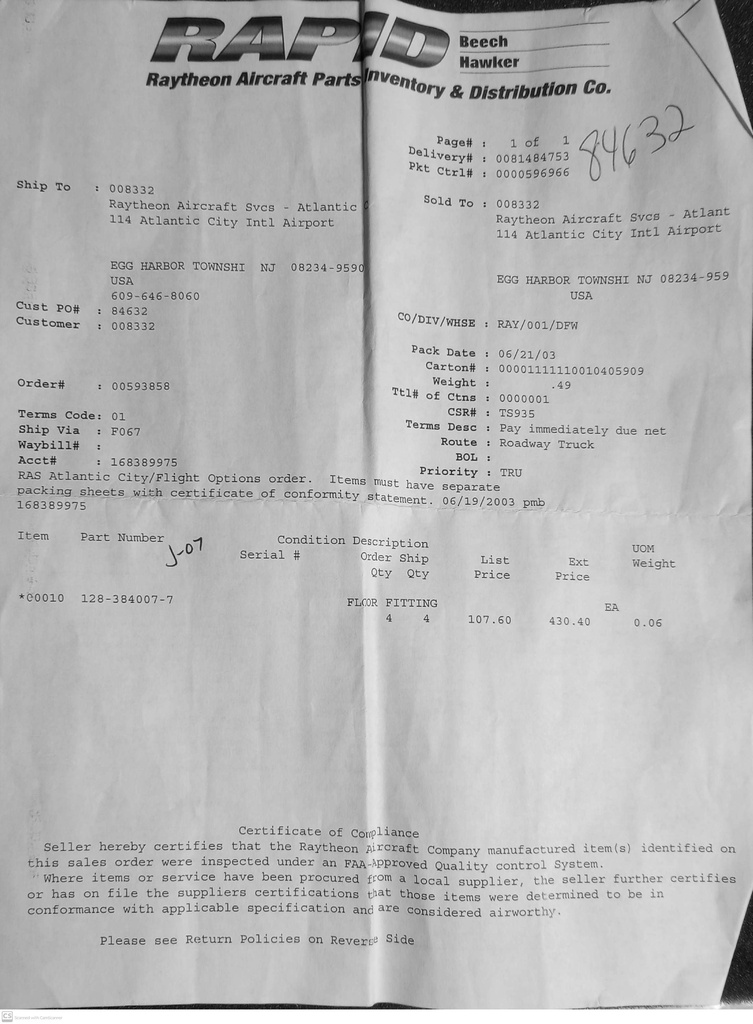 RAPID Beech
Hawker
Raytheon Aircraft Parts Inventory & Distribution Co.
84632
Page# : 1 of 1
Delivery# : 0081484753
Pkt Ctrl# : 0000596966
Ship To : 008332
Raytheon Aircraft Svcs - Atlantic
114 Atlantic City Intl Airport
EGG HARBOR TOWNSHI NJ 08234-9590
USA
609-646-8060
Cust PO# : 84632
Customer : 008332
Sold To : 008332
Raytheon Aircraft Svcs - Atlant
114 Atlantic City Intl Airport
EGG HARBOR TOWNSHI NJ 08234-959
USA
CO/DIV/WHSE : RAY/001/DFW
Pack Date : 06/21/03
Carton# : 00001111110010405909
Weight : .49
Ttl# of Ctns : 0000001
CSR# : TS935
Terms Desc : Pay immediately due net
Route : Roadway Truck
BOL :
Priority : TRU
Order# : 00593858
Terms Code: 01
Ship Via : F067
Waybill# :
Acct# : 168389975
RAS Atlantic City/Flight Options order. Items must have separate
packing sheets with certificate of conformity statement. 06/19/2003 pmb
168389975
Item Part Number Condition Description UOM
J-07
Serial # Order Ship List Ext Weight
Qty Qty Price Price
*00010 128-384007-7 FLOOR FITTING EA
4 4 107.60 430.40 0.06
Certificate of Compliance
Seller hereby certifies that the Raytheon Aircraft Company manufactured item(s) identified on
this sales order were inspected under an FAA-Approved Quality control System.
Where items or service have been procured from a local supplier, the seller further certifies
or has on file the suppliers certifications that those items were determined to be in
conformance with applicable specification and are considered airworthy.
Please see Return Policies on Reverse Side
CS Scanned with CamScanner